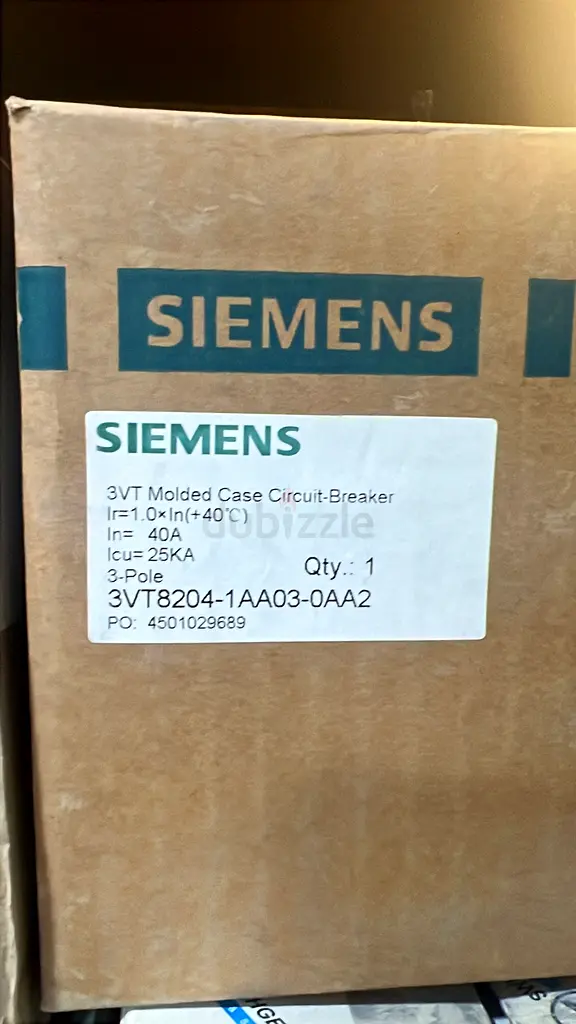 SIEMENS
SIEMENS
3VT Molded Case Circuit-Breaker
Ir=1.0×In(+40℃)
dubizzle
In= 40A
Icu= 25KA
Qty.: 1
3-Pole
3VT8204-1AA03-0AA2
PO: 4501029689